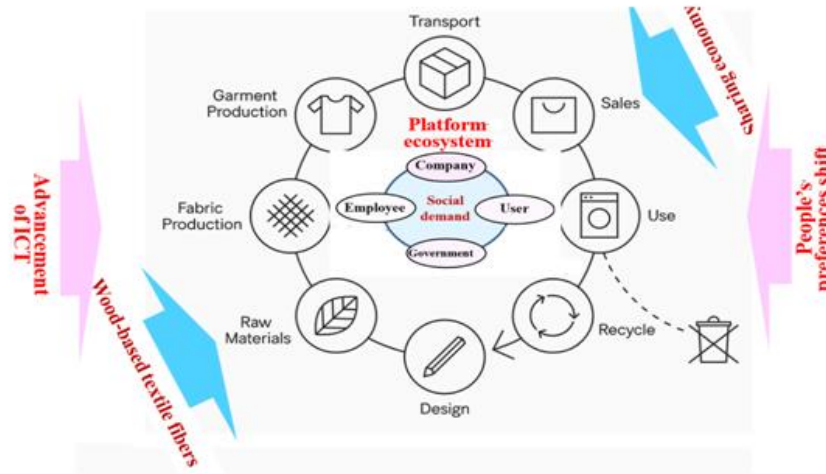 Transport
Garment
Production
Sales
Sharing economy
Platform
ecosystem
Company
Advancement
of ICT
Fabric
Production
Employee
Social
demand
User
Use
People's
preferences shift
Government
Wood-based textile fibers
Raw
Materials
Recycle
Design